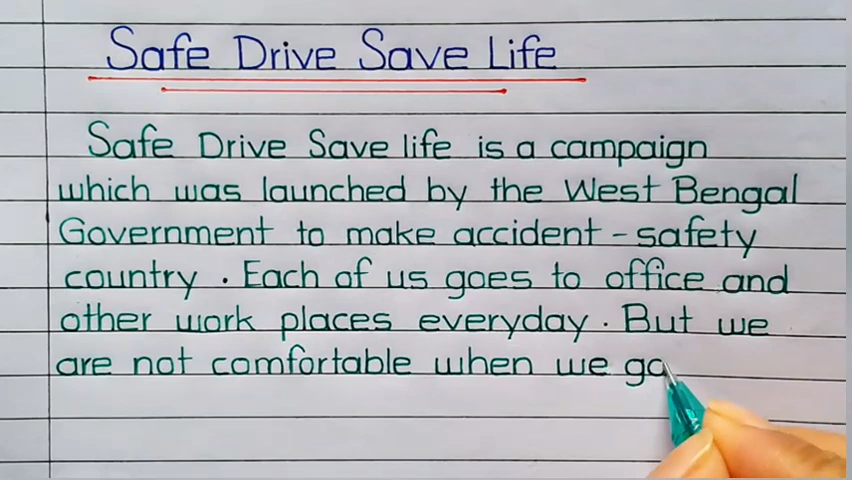 Safe Drive Save Life
Safe Drive Save life is a campaign
which was launched by the West Bengal
Government to make accident - safety
country . Each of us goes to office and
other work places everyday . But we
are not comfortable when we go